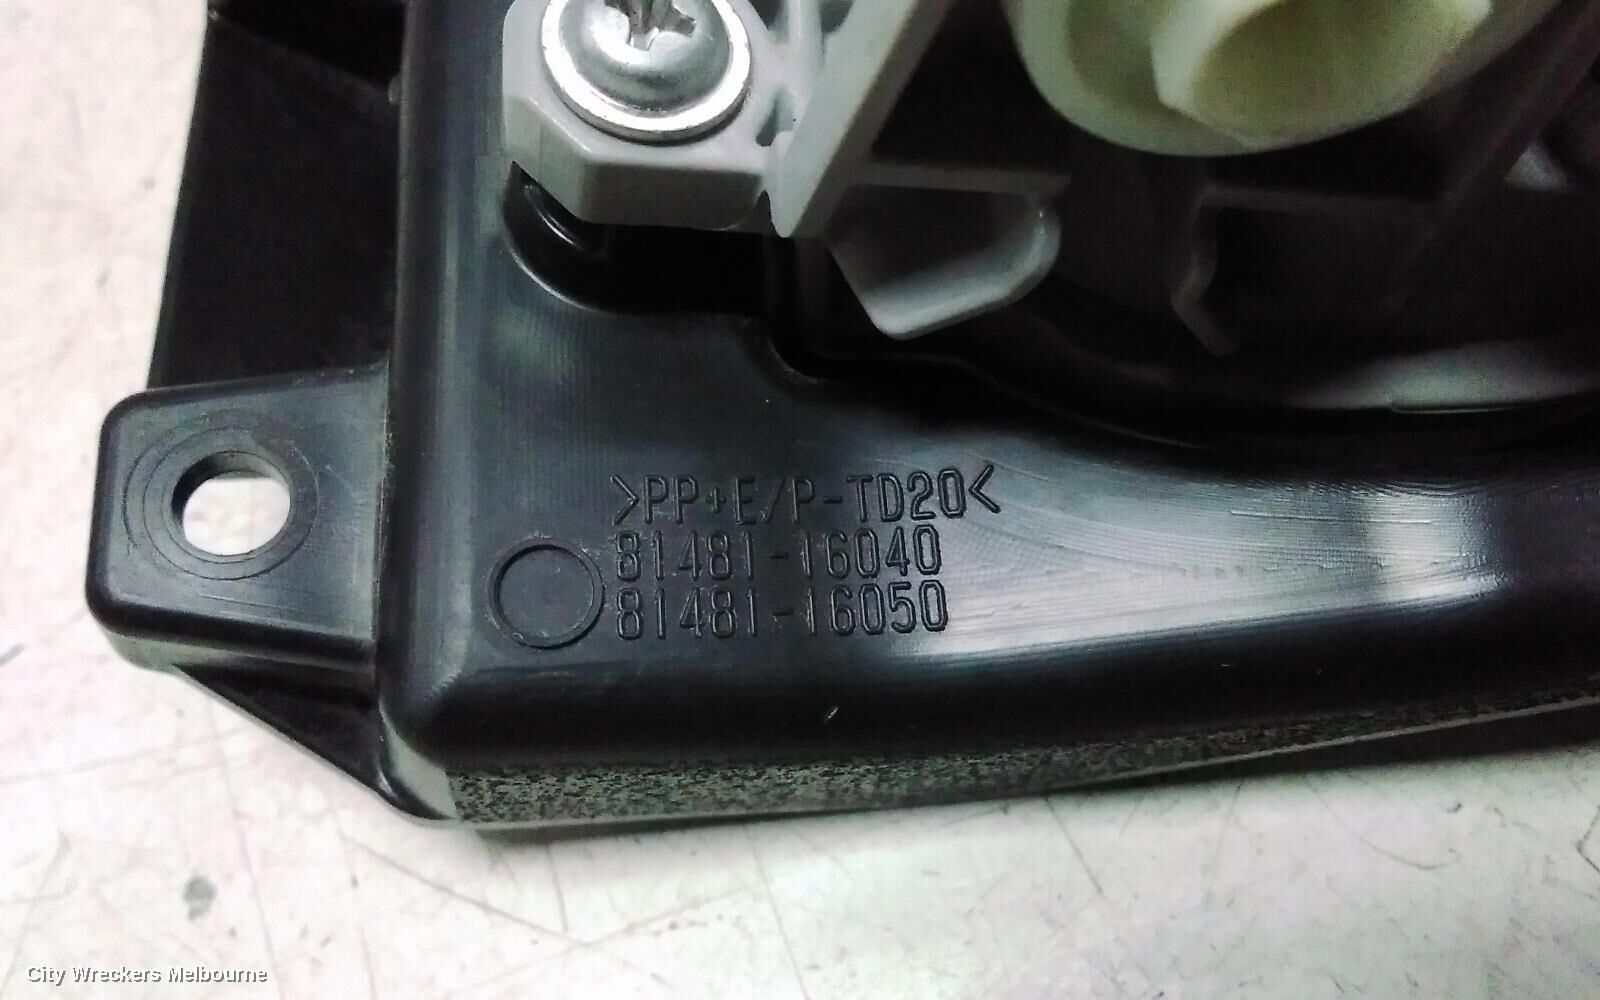 >PP+E/P-TD20<
81481-16040
81481-16050
City Wreckers Melbourne